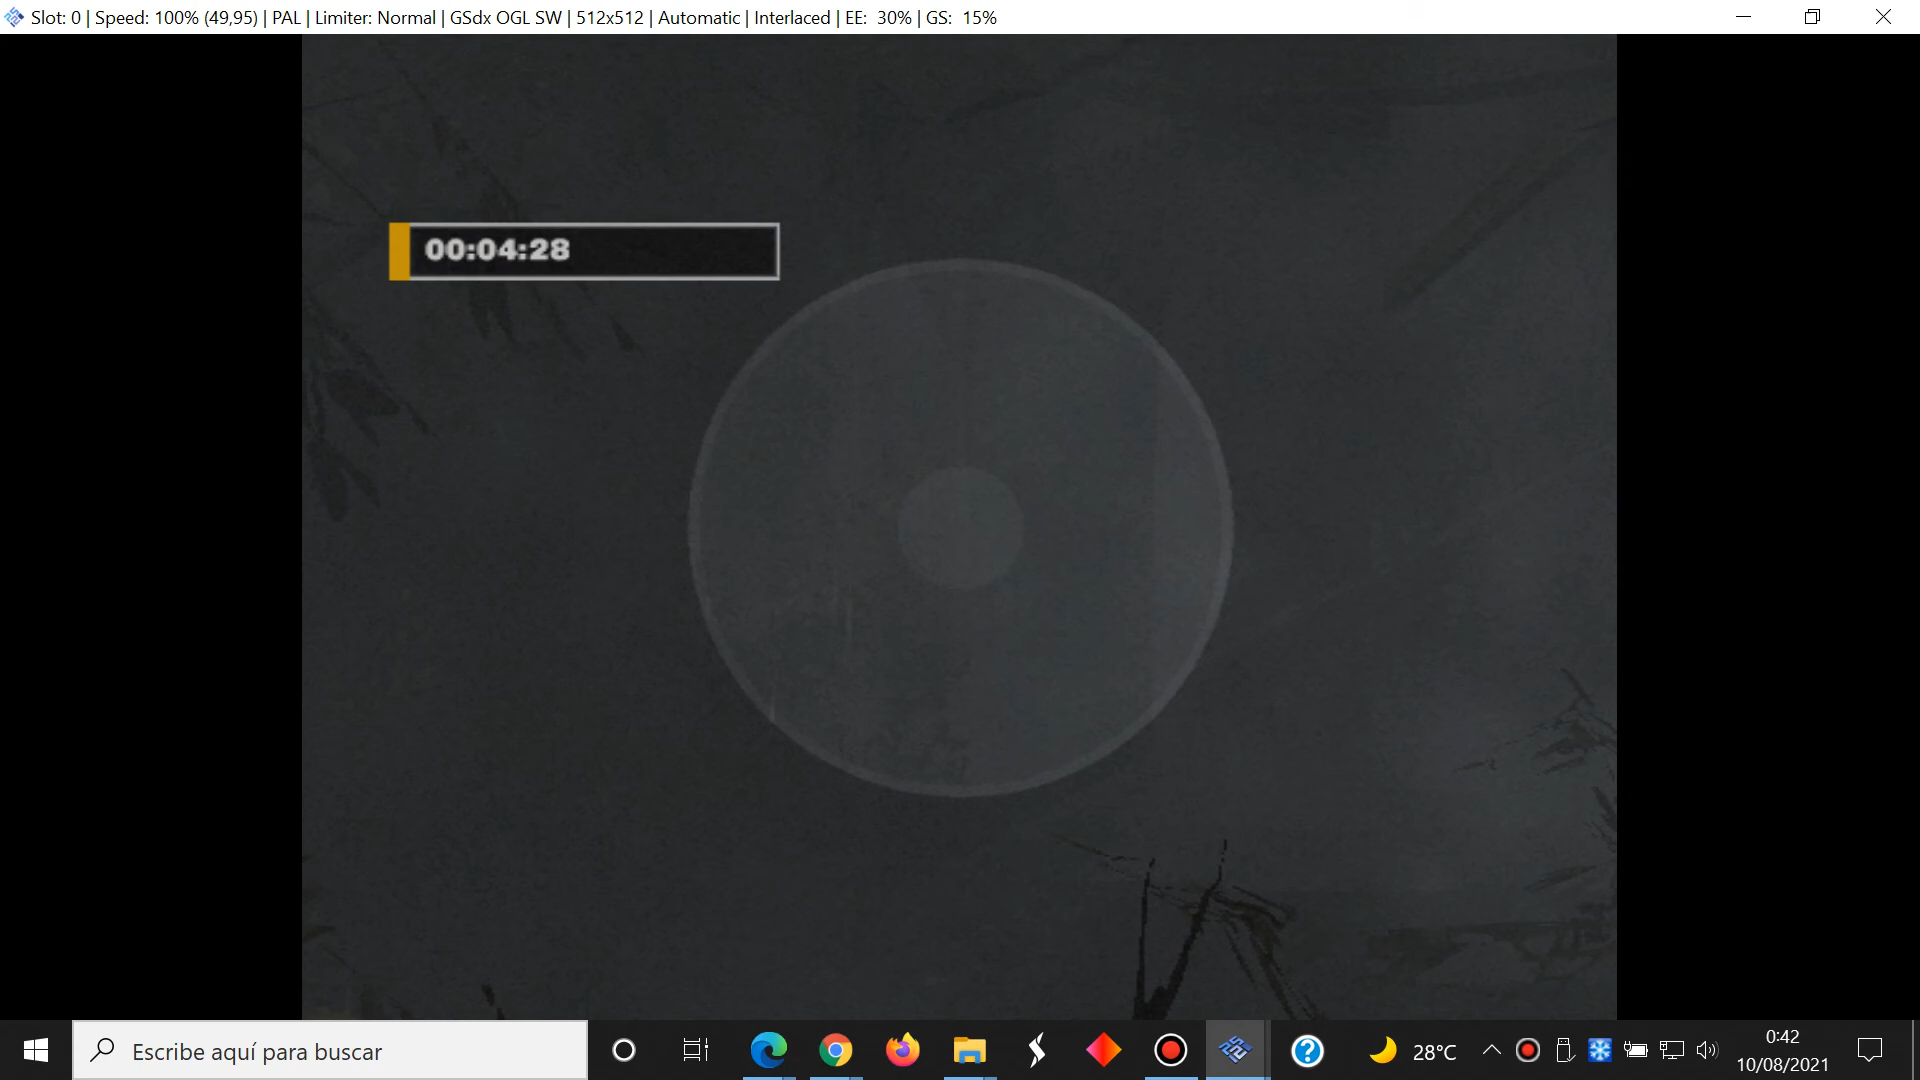 Slot: 0 | Speed: 100% (49,95) | PAL | Limiter: Normal | GSdx OGL SW | 512x512 | Automatic | Interlaced | EE:  30% | GS:  15%
00:04:28
Escribe aquí para buscar
28°C
0:42
10/08/2021